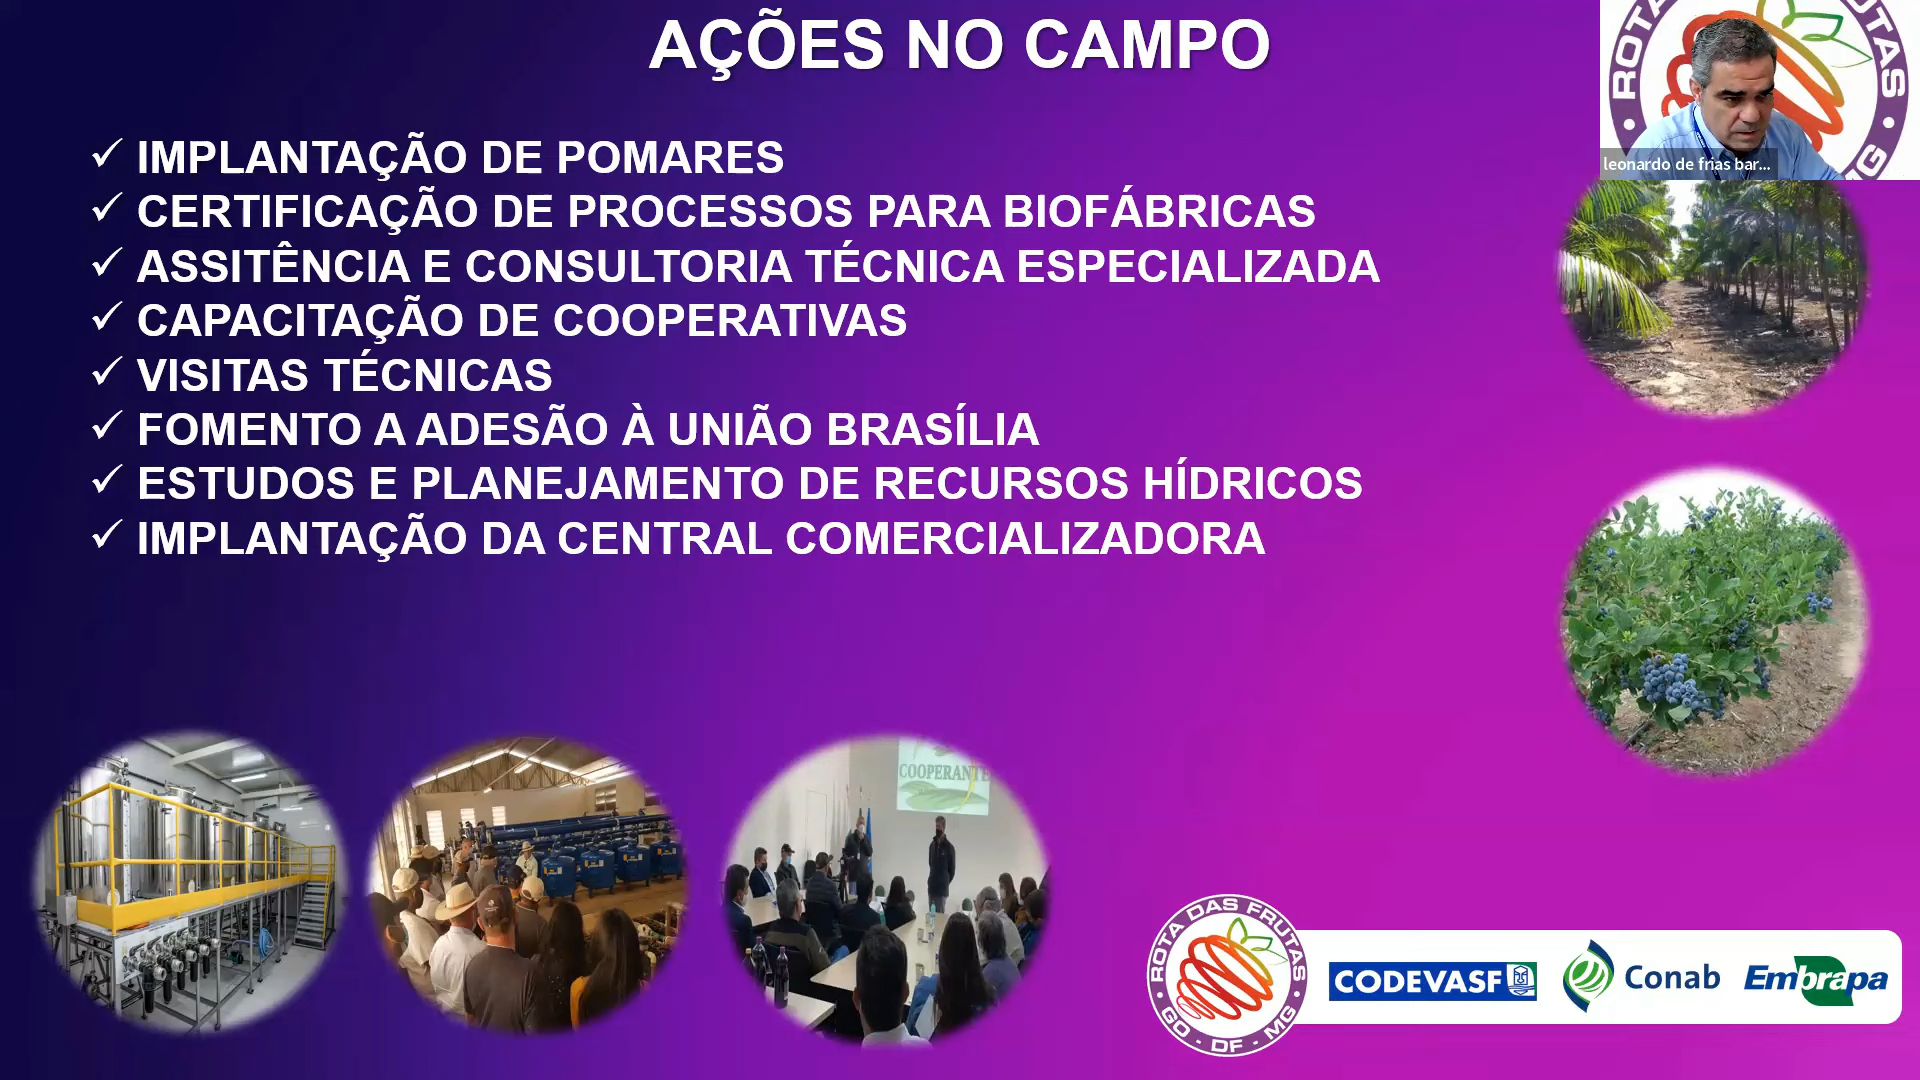 AÇÕES NO CAMPO
✓ IMPLANTAÇÃO DE POMARES
✓ CERTIFICAÇÃO DE PROCESSOS PARA BIOFÁBRICAS
✓ ASSITÊNCIA E CONSULTORIA TÉCNICA ESPECIALIZADA
✓ CAPACITAÇÃO DE COOPERATIVAS
✓ VISITAS TÉCNICAS
✓ FOMENTO A ADESÃO À UNIÃO BRASÍLIA
✓ ESTUDOS E PLANEJAMENTO DE RECURSOS HÍDRICOS
✓ IMPLANTAÇÃO DA CENTRAL COMERCIALIZADORA
leonardo de frias bar...
COOPERANTE
ROTA DAS FRUTAS
GO - DF - MG
CODEVASF
Conab
Embrapa